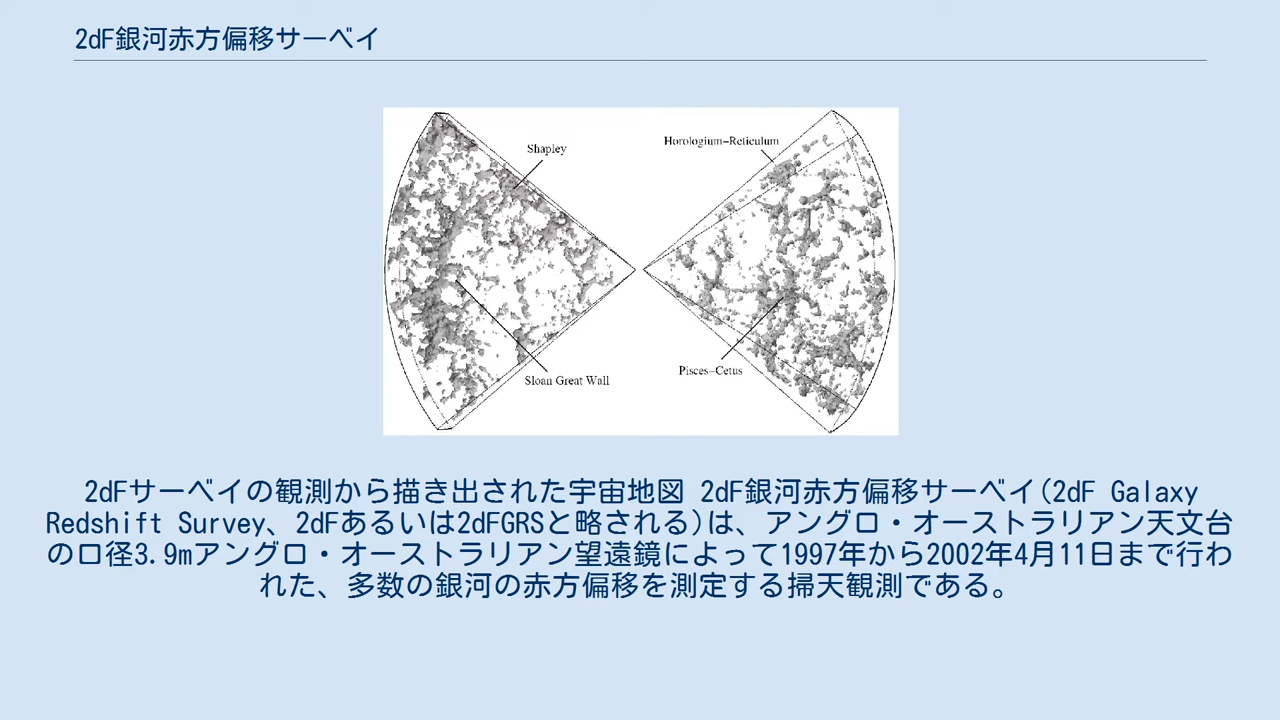 2dF銀河赤方偏移サーベイ
Shapley
Horologium-Reticulum
Pisces-Cetus
Sloan Great Wall
2dFサーベイの観測から描き出された宇宙地図 2dF銀河赤方偏移サーベイ(2dF Galaxy
Redshift Survey、2dFあるいは2dFGRSと略される)は、アングロ・オーストラリアン天文台
の口径3.9mアングロ・オーストラリアン望遠鏡によって1997年から2002年4月11日まで行わ
れた、多数の銀河の赤方偏移を測定する掃天観測である。